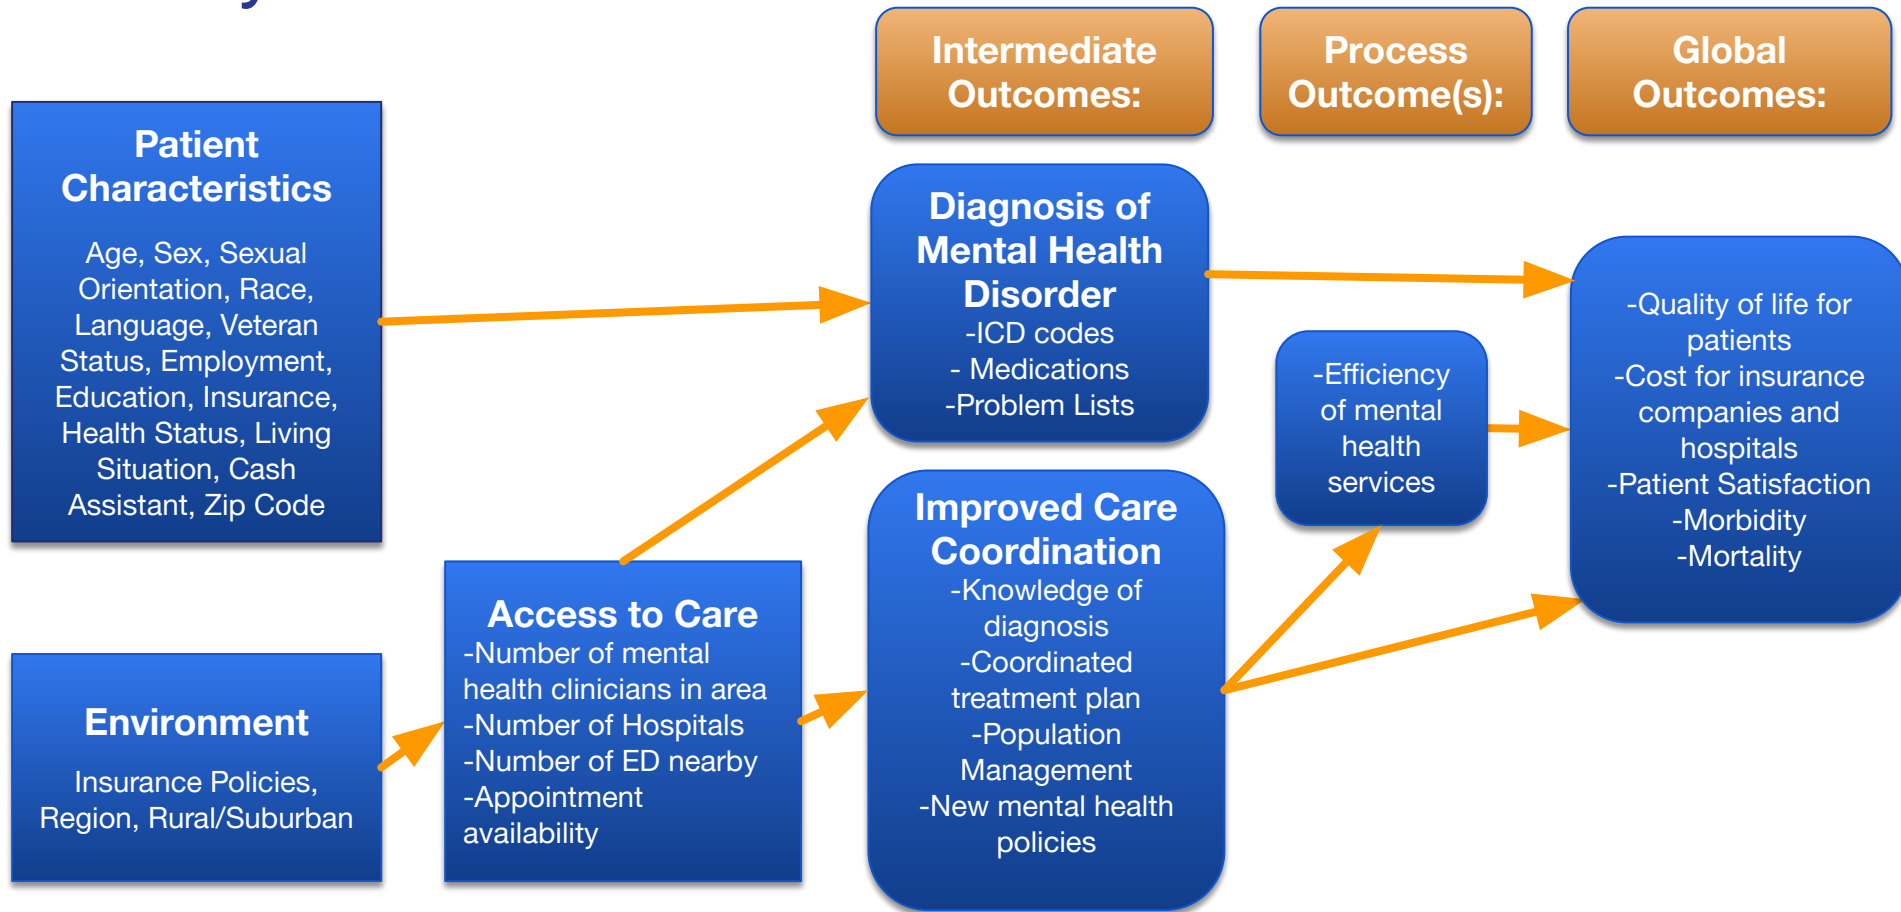 Intermediate
Outcomes:
Process
Outcome(s):
Global
Outcomes:
Patient
Characteristics
Age, Sex, Sexual
Orientation, Race,
Language, Veteran
Status, Employment,
Education, Insurance,
Health Status, Living
Situation, Cash
Assistant, Zip Code
Environment
Insurance Policies,
Region, Rural/Suburban
Access to Care
-Number of mental
health clinicians in area
-Number of Hospitals
-Number of ED nearby
-Appointment
availability
Diagnosis of
Mental Health
Disorder
-ICD codes
- Medications
-Problem Lists
Improved Care
Coordination
-Knowledge of
diagnosis
-Coordinated
treatment plan
-Population
Management
-New mental health
policies
-Efficiency
of mental
health
services
-Quality of life for
patients
-Cost for insurance
companies and
hospitals
-Patient Satisfaction
-Morbidity
-Mortality